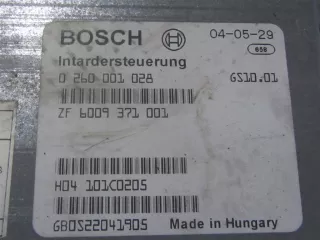 BOSCH 04-05-29
658
Intardersteuerung
0 260 001 028 GS10.01
ZF 6009 371 001
H04 101C0205
GB0S22041905 Made in Hungary